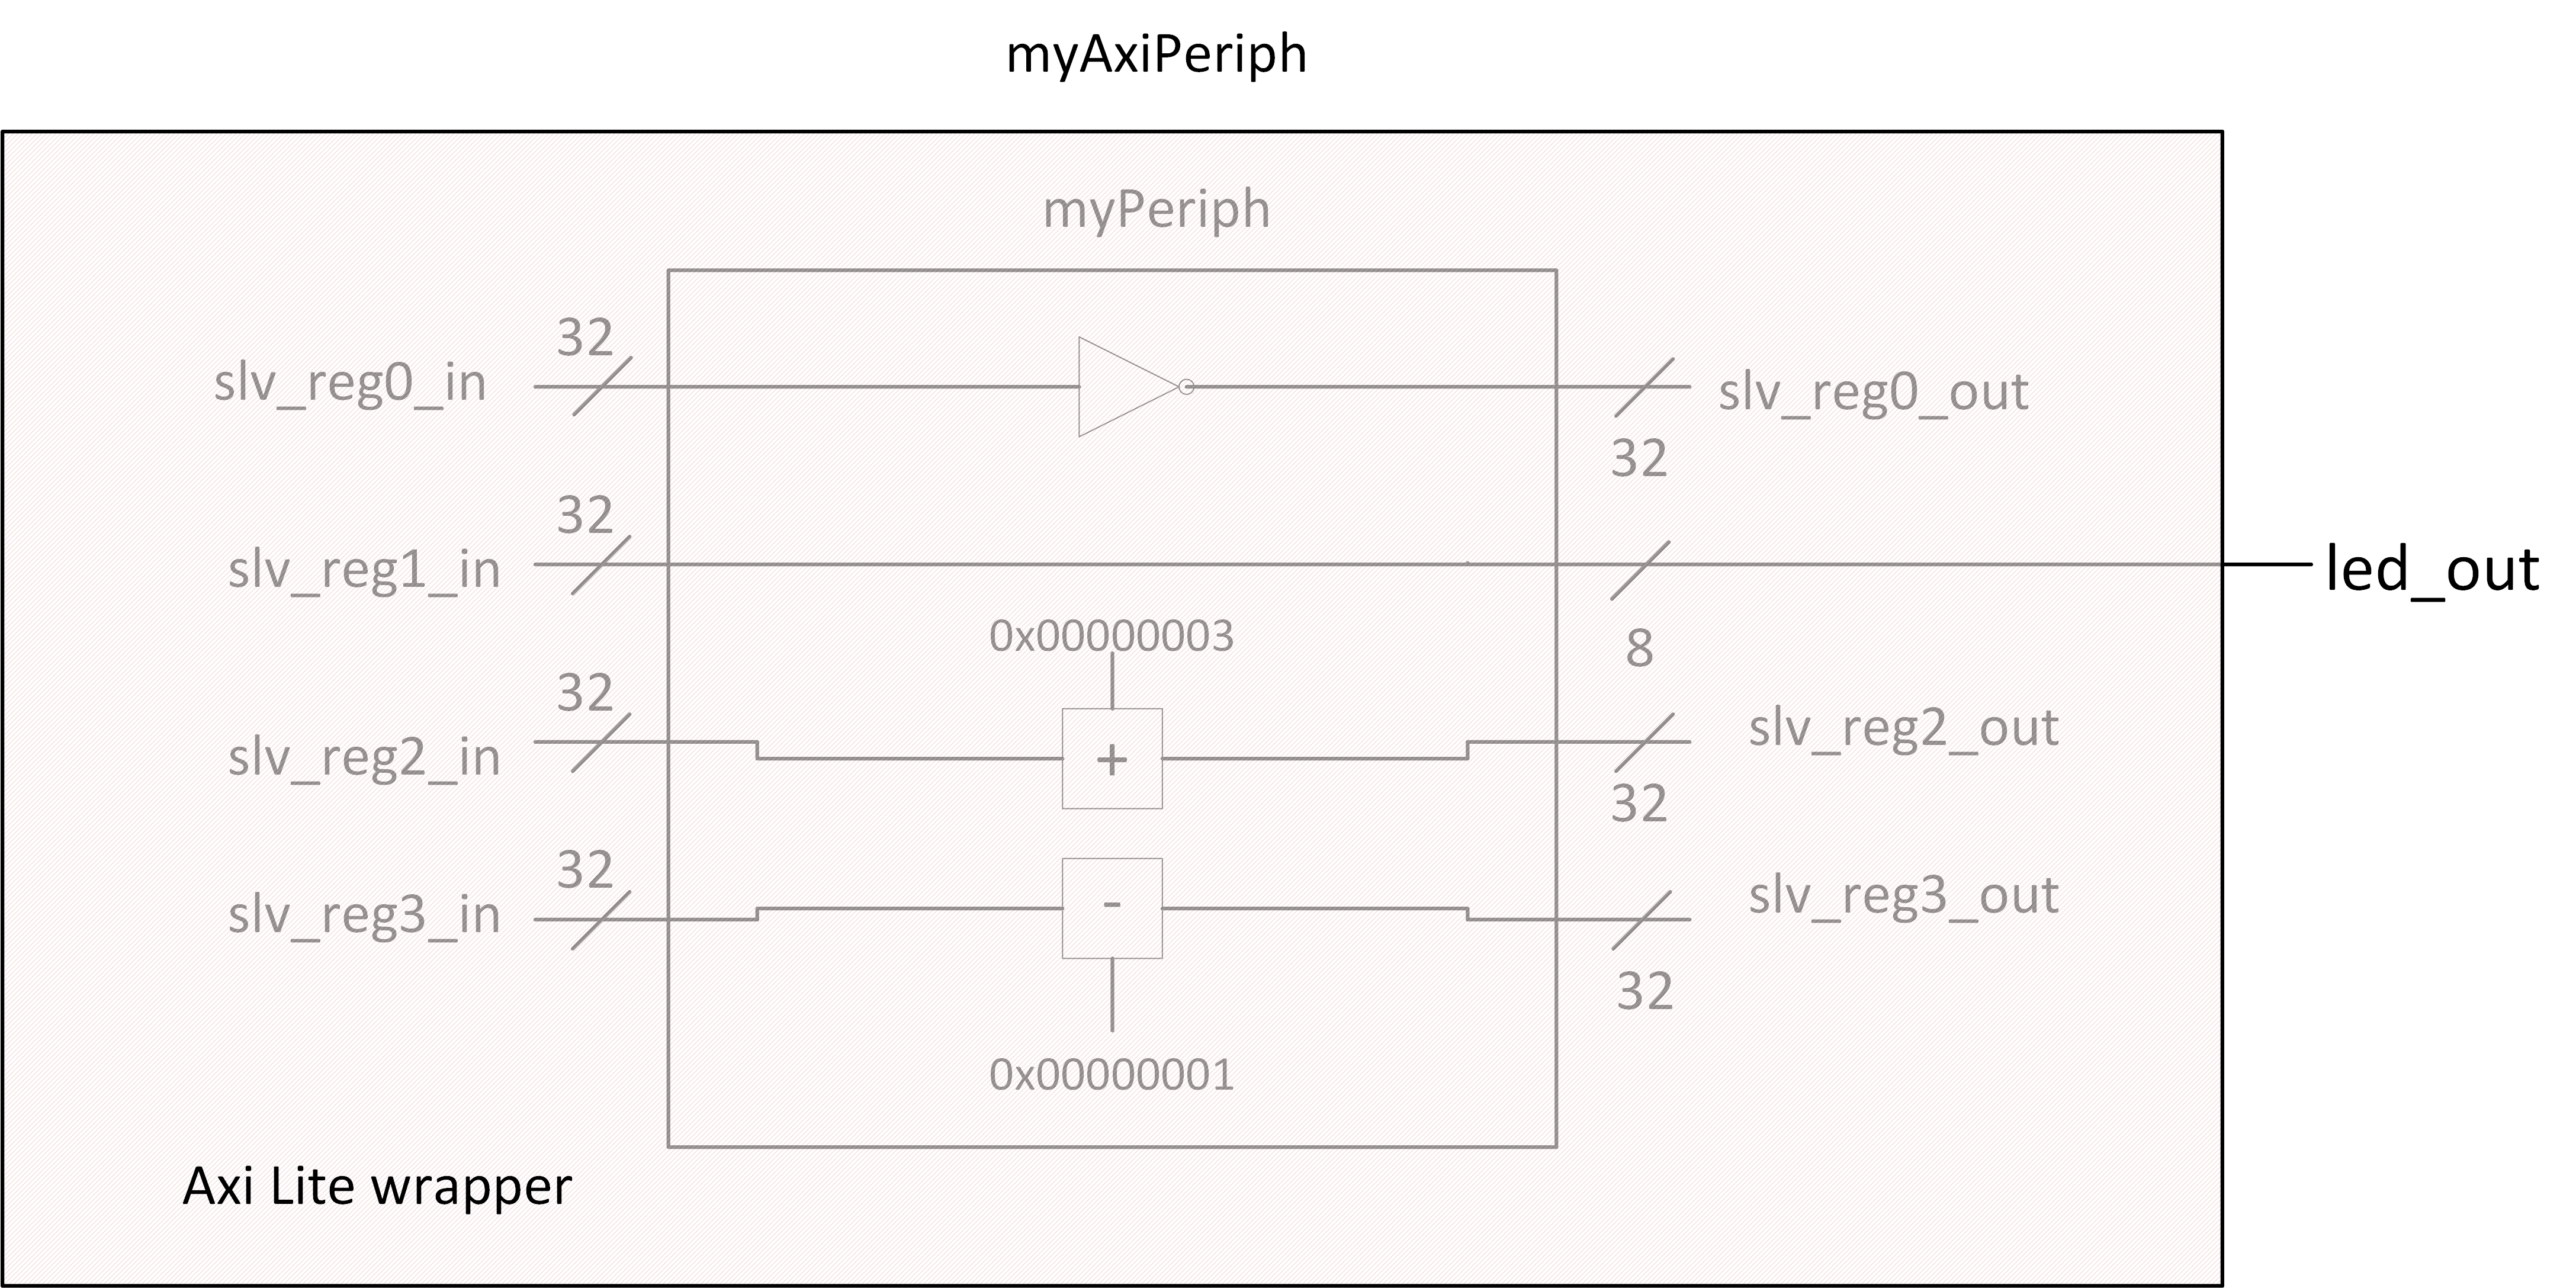 myAxiPeriph
myPeriph
32
slv_reg0_in
slv_reg0_out
32
32
slv_reg1_in
led_out
8
0x00000003
32
slv_reg2_in
+
slv_reg2_out
32
32
slv_reg3_in
-
slv_reg3_out
32
0x00000001
Axi Lite wrapper